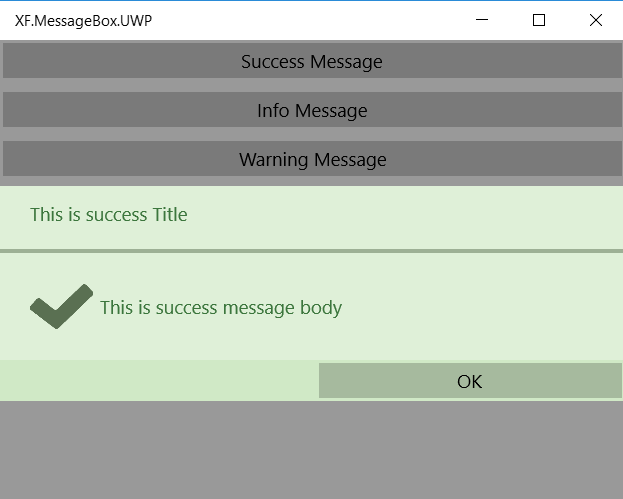 XF.MessageBox.UWP
Success Message
Info Message
Warning Message
This is success Title
This is success message body
OK